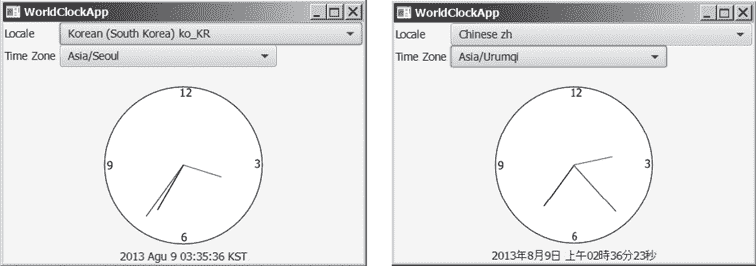 WorldClockApp
Locale Korean (South Korea) ko_KR
Time Zone Asia/Seoul
12
9 3
6
2013 Agu 9 03:35:36 KST
WorldClockApp
Locale Chinese zh
Time Zone Asia/Urumqi
12
9 3
6
2013年8月9日 上午02時36分23秒